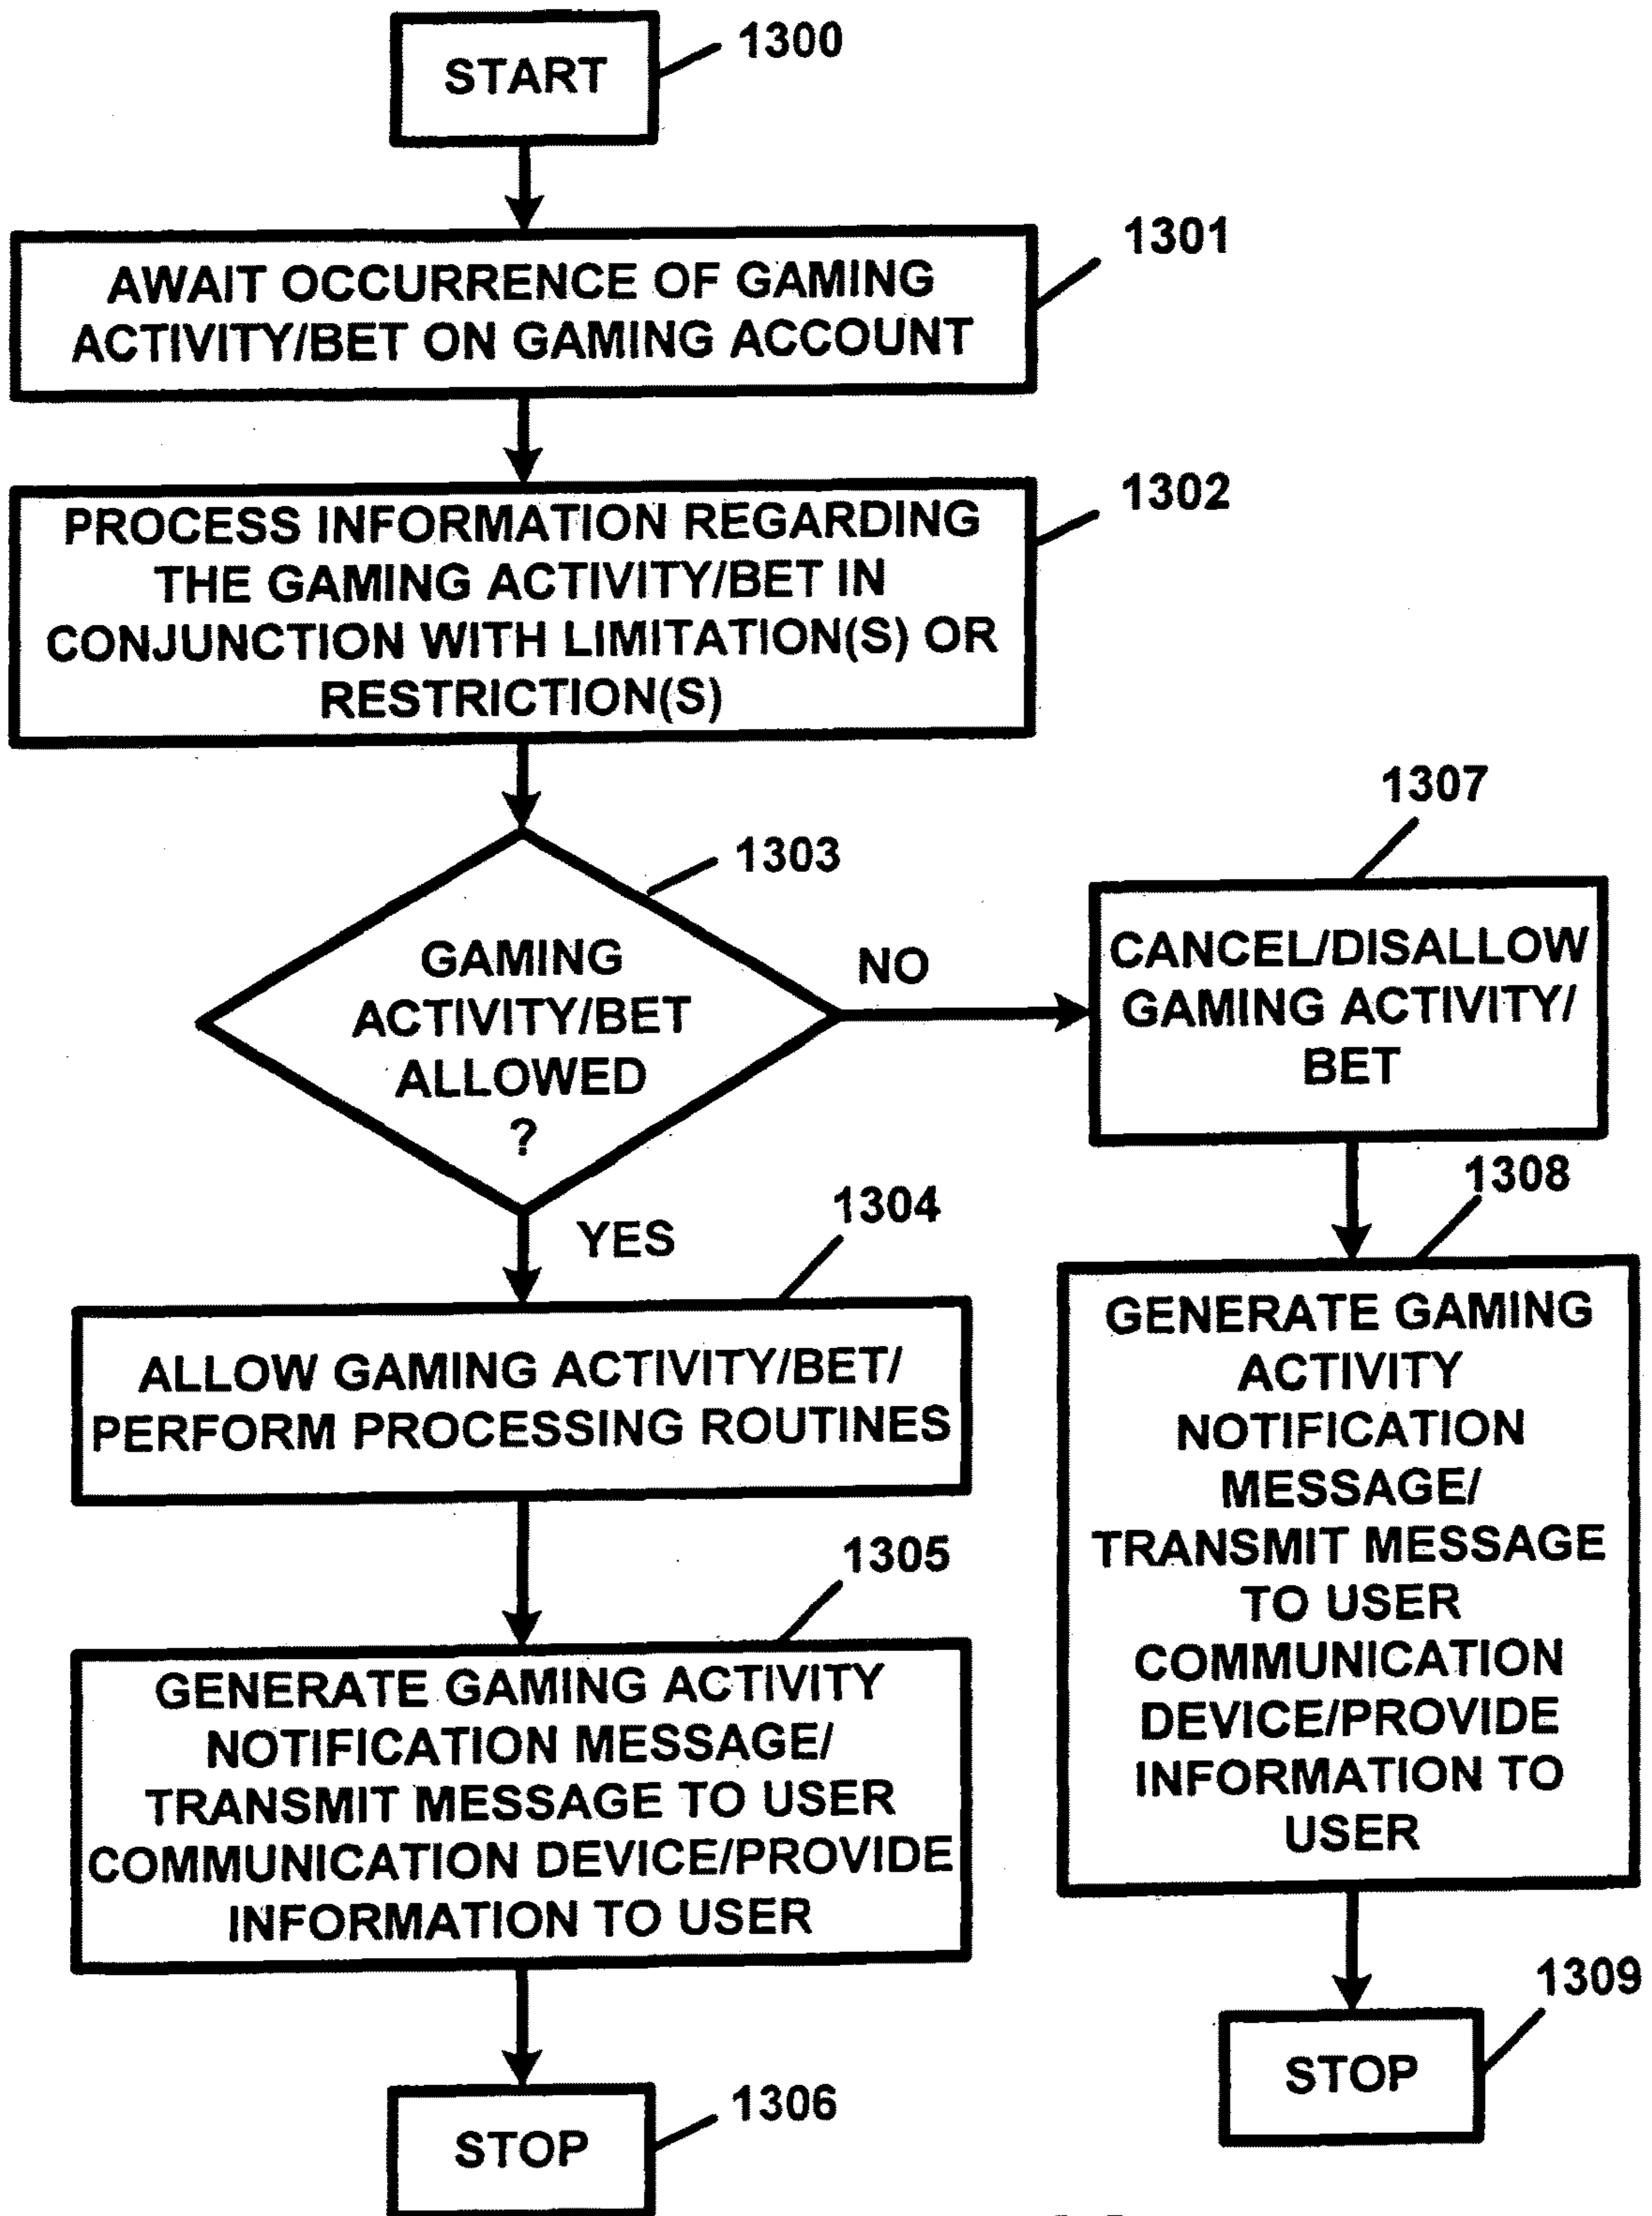 1300
START
1301
AWAIT OCCURRENCE OF GAMING
ACTIVITY/BET ON GAMING ACCOUNT
1302
PROCESS INFORMATION REGARDING
THE GAMING ACTIVITY/BET IN
CONJUNCTION WITH LIMITATION(S) OR
RESTRICTION(S)
1303
GAMING
ACTIVITY/BET
ALLOWED
?
NO
YES
1307
CANCEL/DISALLOW
GAMING ACTIVITY/
BET
1304
ALLOW GAMING ACTIVITY/BET/
PERFORM PROCESSING ROUTINES
1308
GENERATE GAMING
ACTIVITY
NOTIFICATION
MESSAGE/
TRANSMIT MESSAGE
TO USER
COMMUNICATION
DEVICE/PROVIDE
INFORMATION TO
USER
1305
GENERATE GAMING ACTIVITY
NOTIFICATION MESSAGE/
TRANSMIT MESSAGE TO USER
COMMUNICATION DEVICE/PROVIDE
INFORMATION TO USER
1309
STOP
1306
STOP